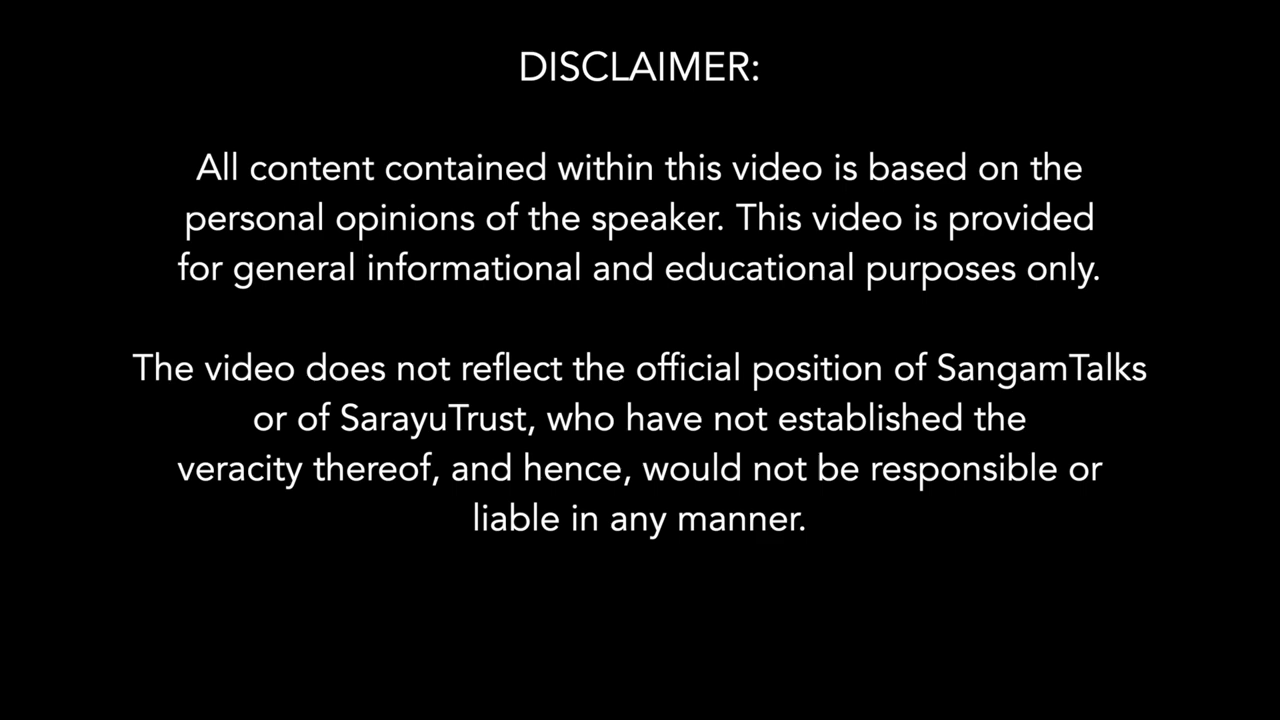 DISCLAIMER:
All content contained within this video is based on the
personal opinions of the speaker. This video is provided
for general informational and educational purposes only.
The video does not reflect the official position of SangamTalks
or of SarayuTrust, who have not established the
veracity thereof, and hence, would not be responsible or
liable in any manner.